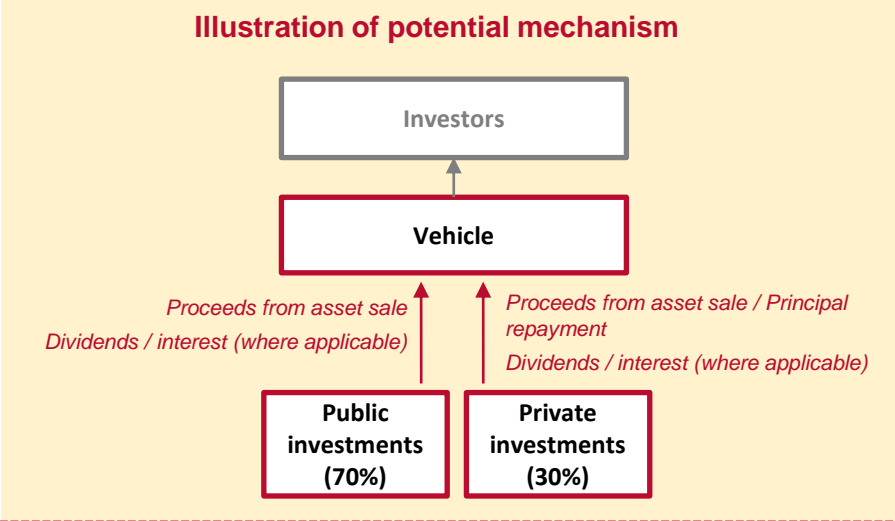 Illustration of potential mechanism
Investors
Vehicle
Proceeds from asset sale
Dividends / interest (where applicable)
Proceeds from asset sale / Principal
repayment
Dividends / interest (where applicable)
Public
investments
(70%)
Private
investments
(30%)